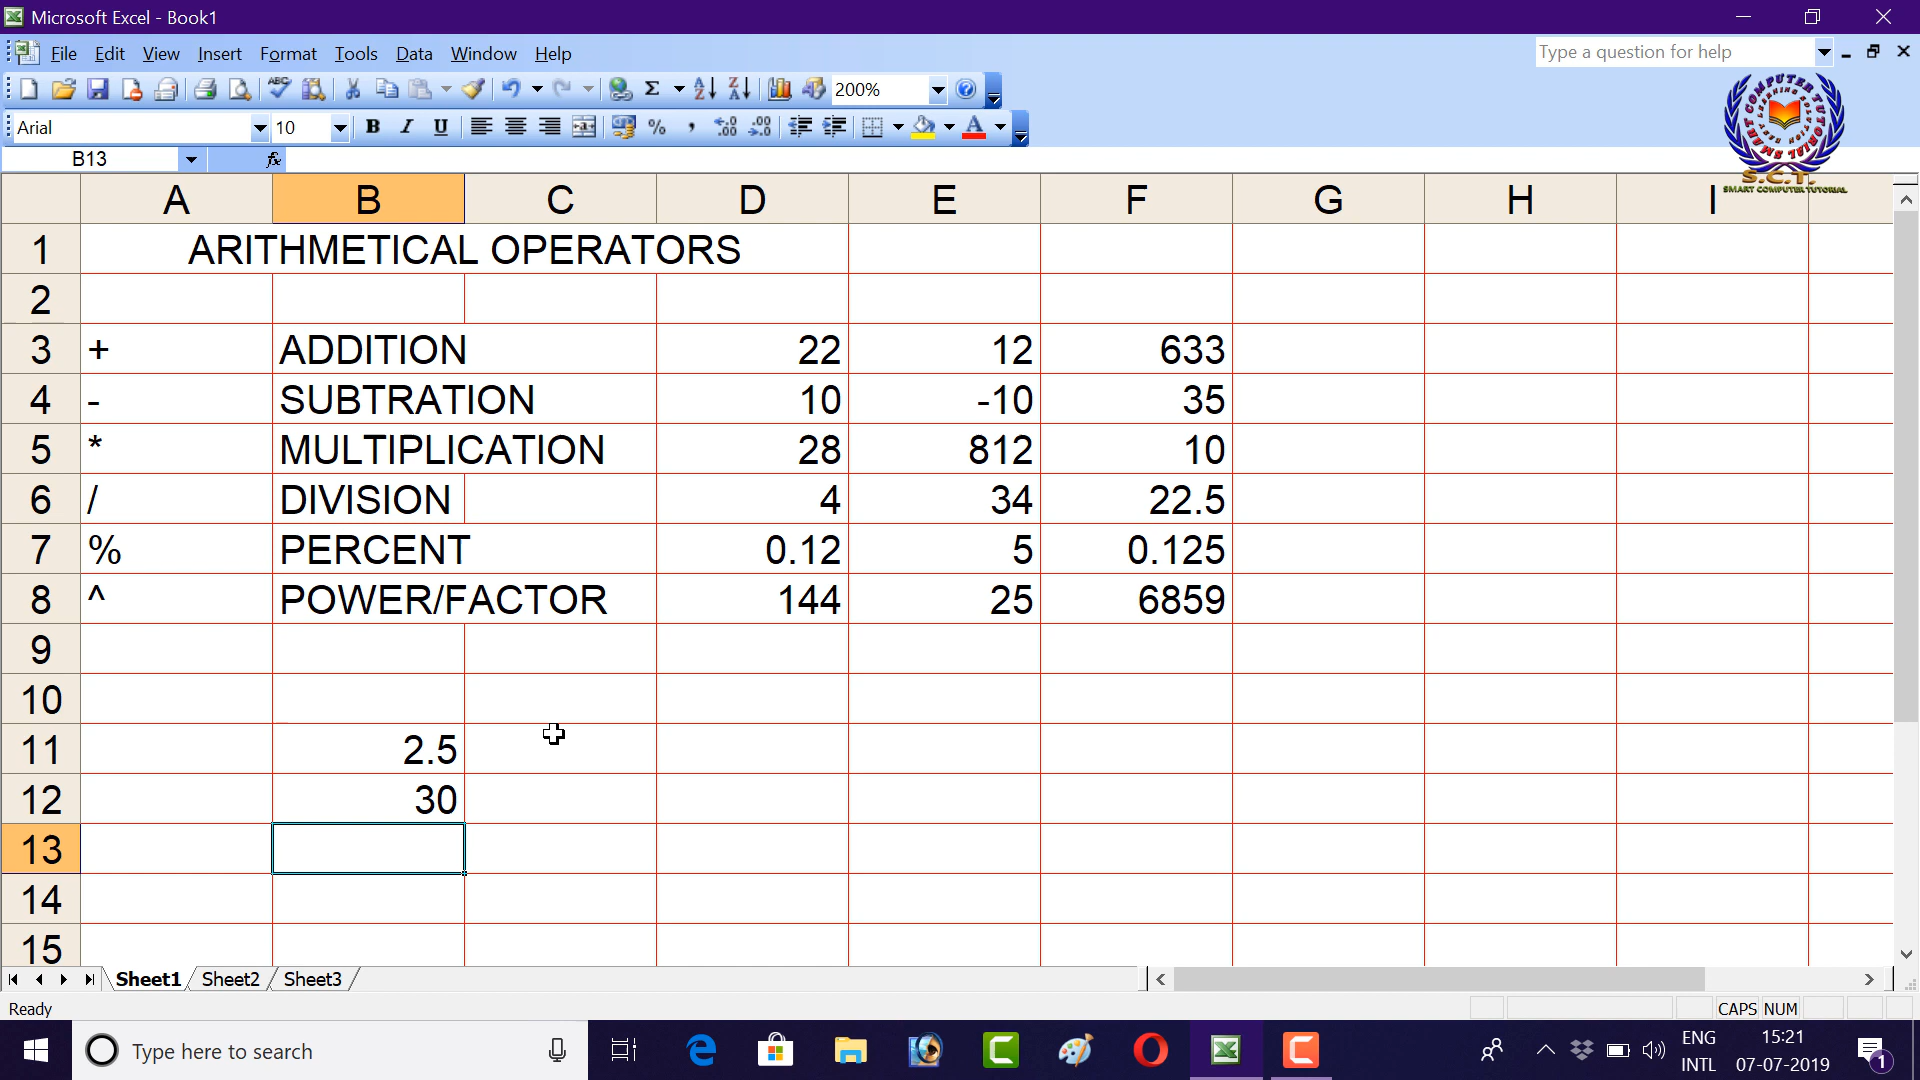 Microsoft Excel - Book1
File Edit View Insert Format Tools Data Window Help
Type a question for help
200%
Arial 10
B13 fx
COMPUTER TUTORIAL
S.C.T.
SMART COMPUTER TUTORIAL
A B C D E F G H I
1 ARITHMETICAL OPERATORS
2
3 + ADDITION 22 12 633
4 - SUBTRATION 10 -10 35
5 * MULTIPLICATION 28 812 10
6 / DIVISION 4 34 22.5
7 % PERCENT 0.12 5 0.125
8 ^ POWER/FACTOR 144 25 6859
9
10
11 2.5
12 30
13
14
15
Sheet1 Sheet2 Sheet3
Ready CAPS NUM
Type here to search
ENG 15:21
INTL 07-07-2019
1